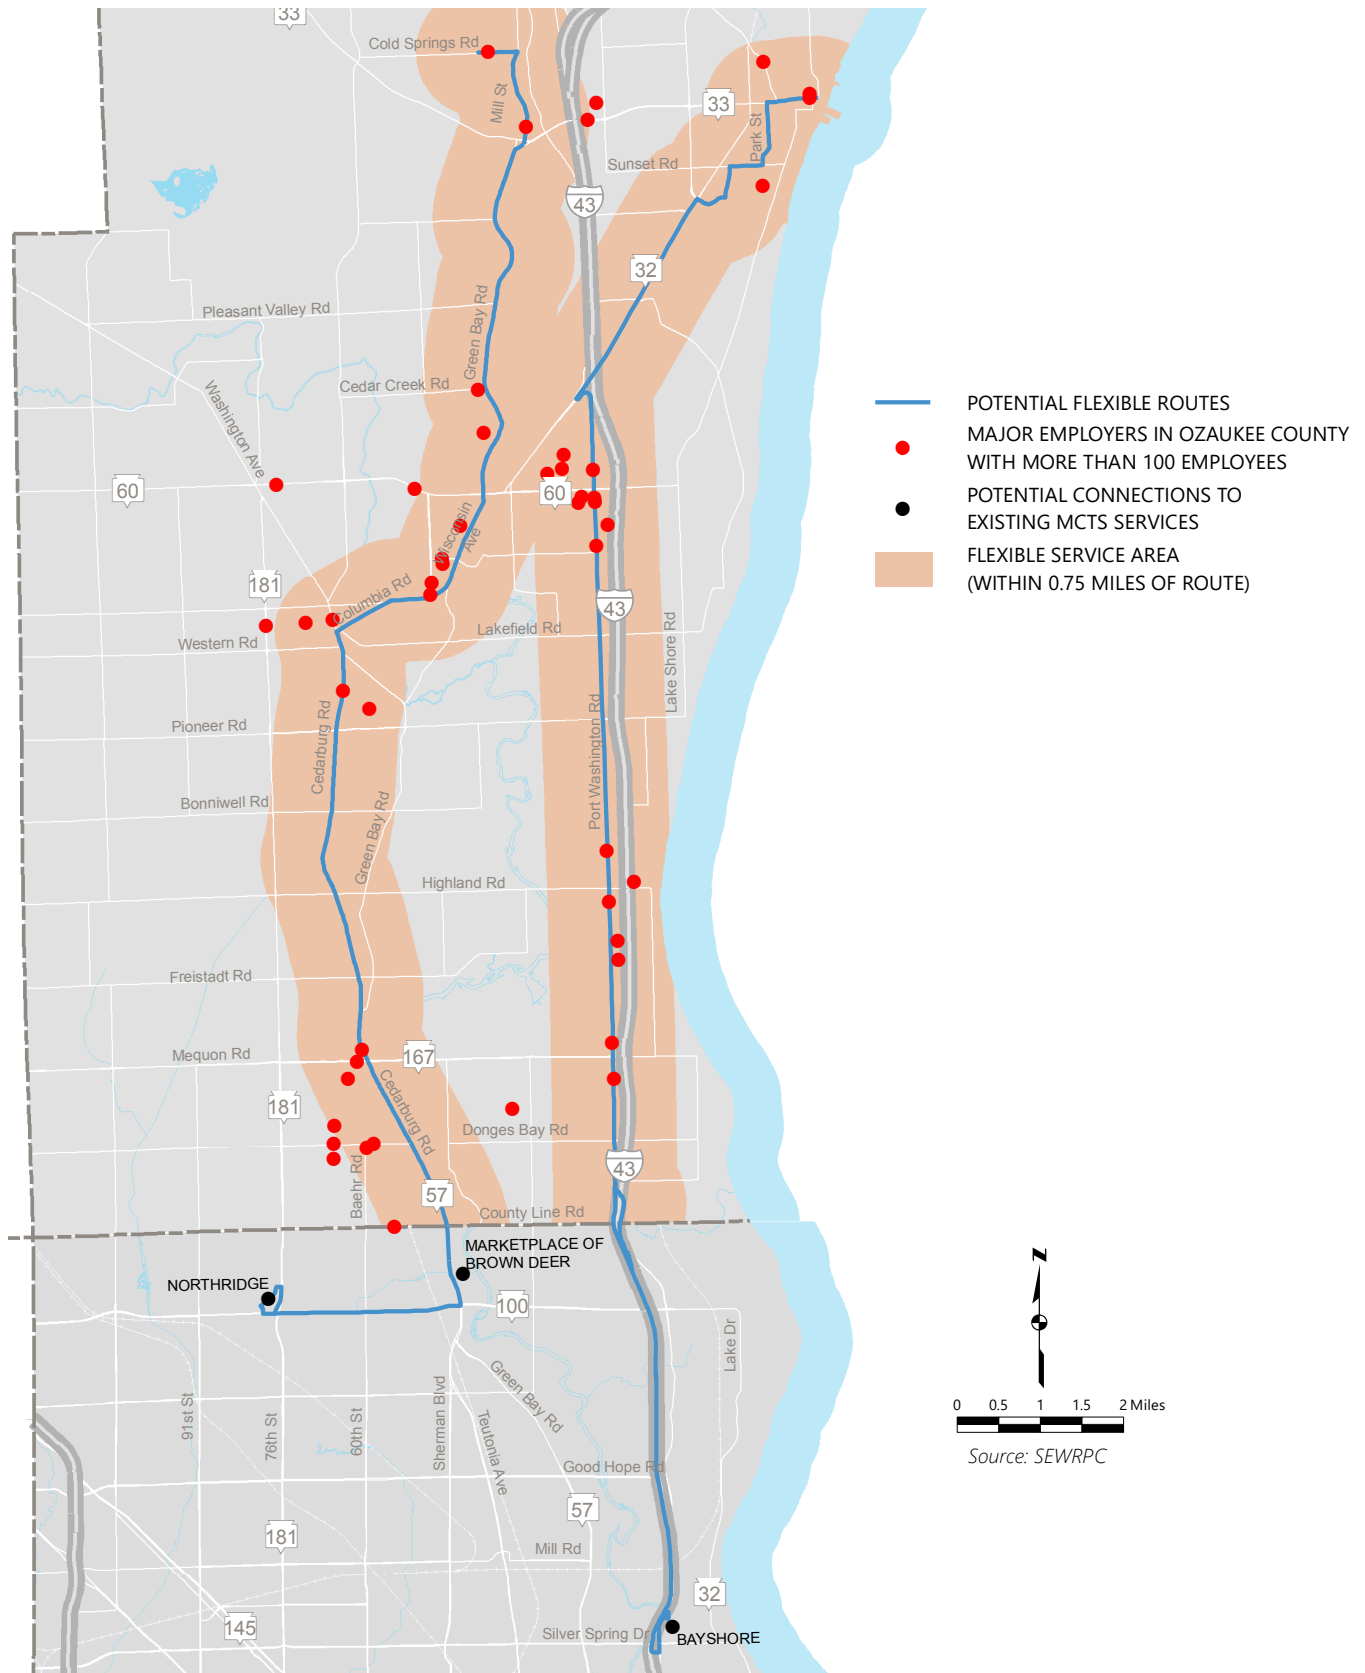 33
Cold Springs Rd
Mill St
33
Park St
Sunset Rd
43
32
Pleasant Valley Rd
Green Bay Rd
Cedar Creek Rd
Washington Ave
60
60
Wisconsin
Ave
181
Columbia Rd
43
Western Rd
Lakefield Rd
Lake Shore Rd
Pioneer Rd
Cedarburg Rd
Port Washington Rd
Bonniwell Rd
Green Bay Rd
Highland Rd
Freistadt Rd
Mequon Rd
167
Cedarburg Rd
181
Donges Bay Rd
Baehr Rd
43
57
County Line Rd
MARKETPLACE OF
BROWN DEER
NORTHRIDGE
100
Lake Dr
Green Bay Rd
91st St
76th St
60th St
Sherman Blvd
Teutonia Ave
Good Hope Rd
57
181
Mill Rd
32
145
Silver Spring Dr
BAYSHORE
POTENTIAL FLEXIBLE ROUTES
MAJOR EMPLOYERS IN OZAUKEE COUNTY
WITH MORE THAN 100 EMPLOYEES
POTENTIAL CONNECTIONS TO
EXISTING MCTS SERVICES
FLEXIBLE SERVICE AREA
(WITHIN 0.75 MILES OF ROUTE)
N
0 0.5 1 1.5 2 Miles
Source: SEWRPC